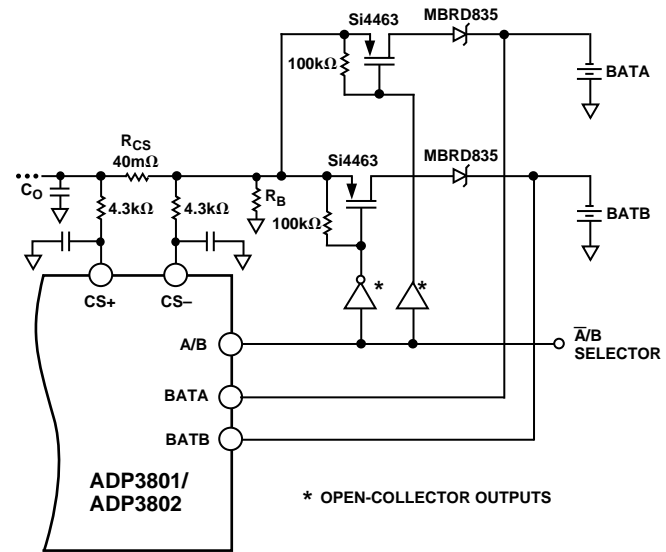 Si4463
MBRD835
100kΩ
BATA
RCS
40mΩ
Si4463
MBRD835
CO
4.3kΩ
4.3kΩ
RB
100kΩ
BATB
*
*
CS+
CS–
A/B
A̅/B
SELECTOR
BATA
BATB
ADP3801/
ADP3802
* OPEN-COLLECTOR OUTPUTS